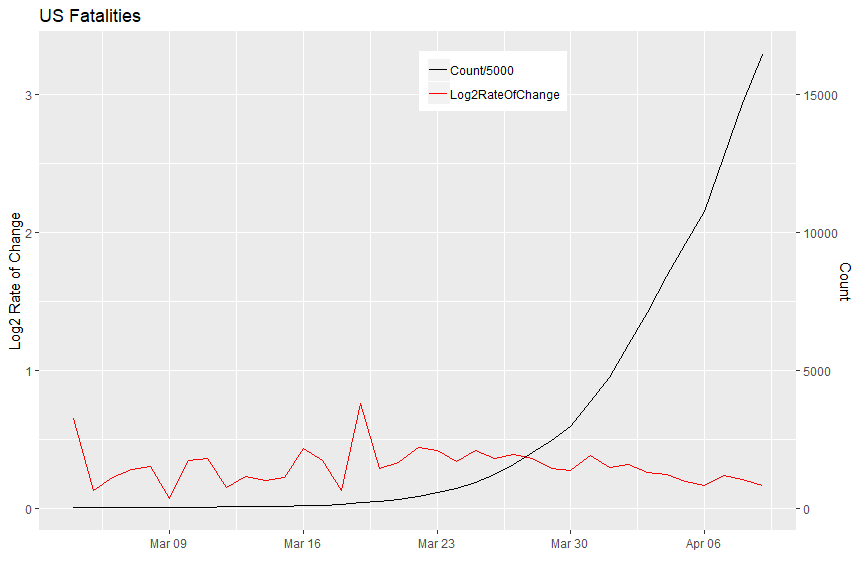 US Fatalities
Count/5000
Log2RateOfChange
3
2
1
0
Log2 Rate of Change
15000
10000
5000
0
Count
Mar 09
Mar 16
Mar 23
Mar 30
Apr 06